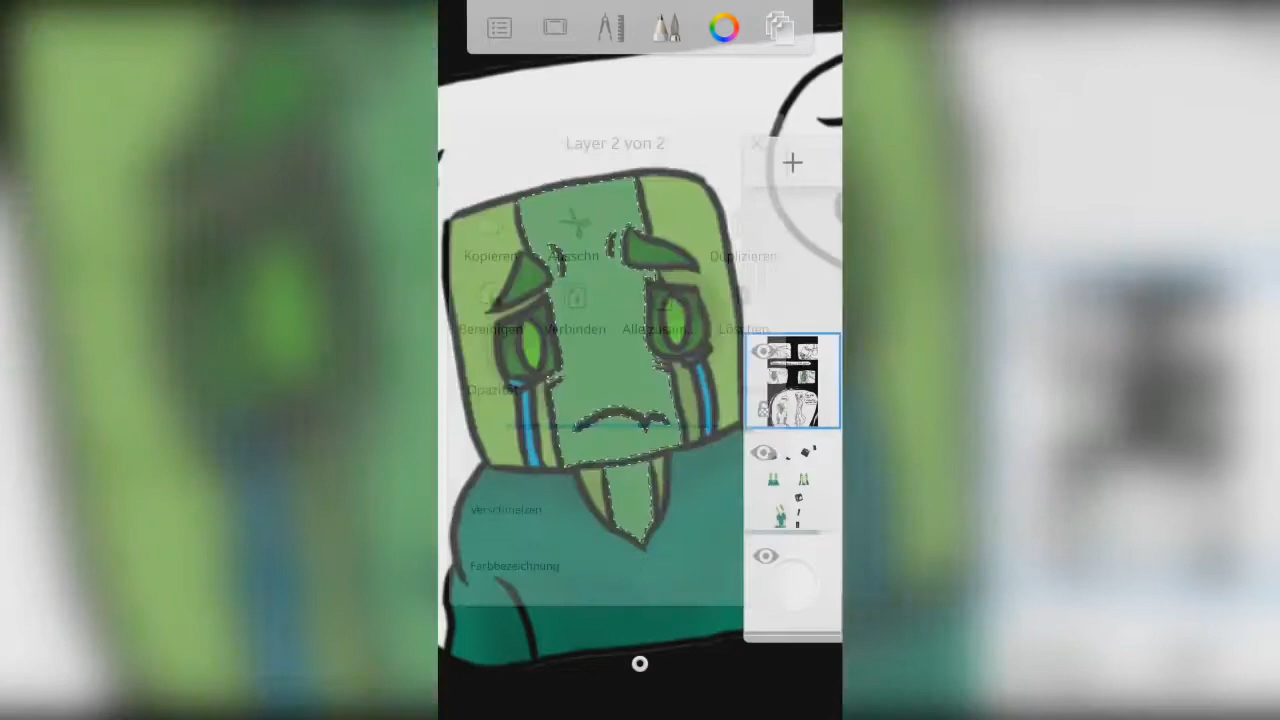 Layer 2 von 2
Kopieren Ausschn Duplizieren
Bereinigen Verbinden Alle zusam... Löschen
Opazität
Verschmelzen
Farbbezeichnung